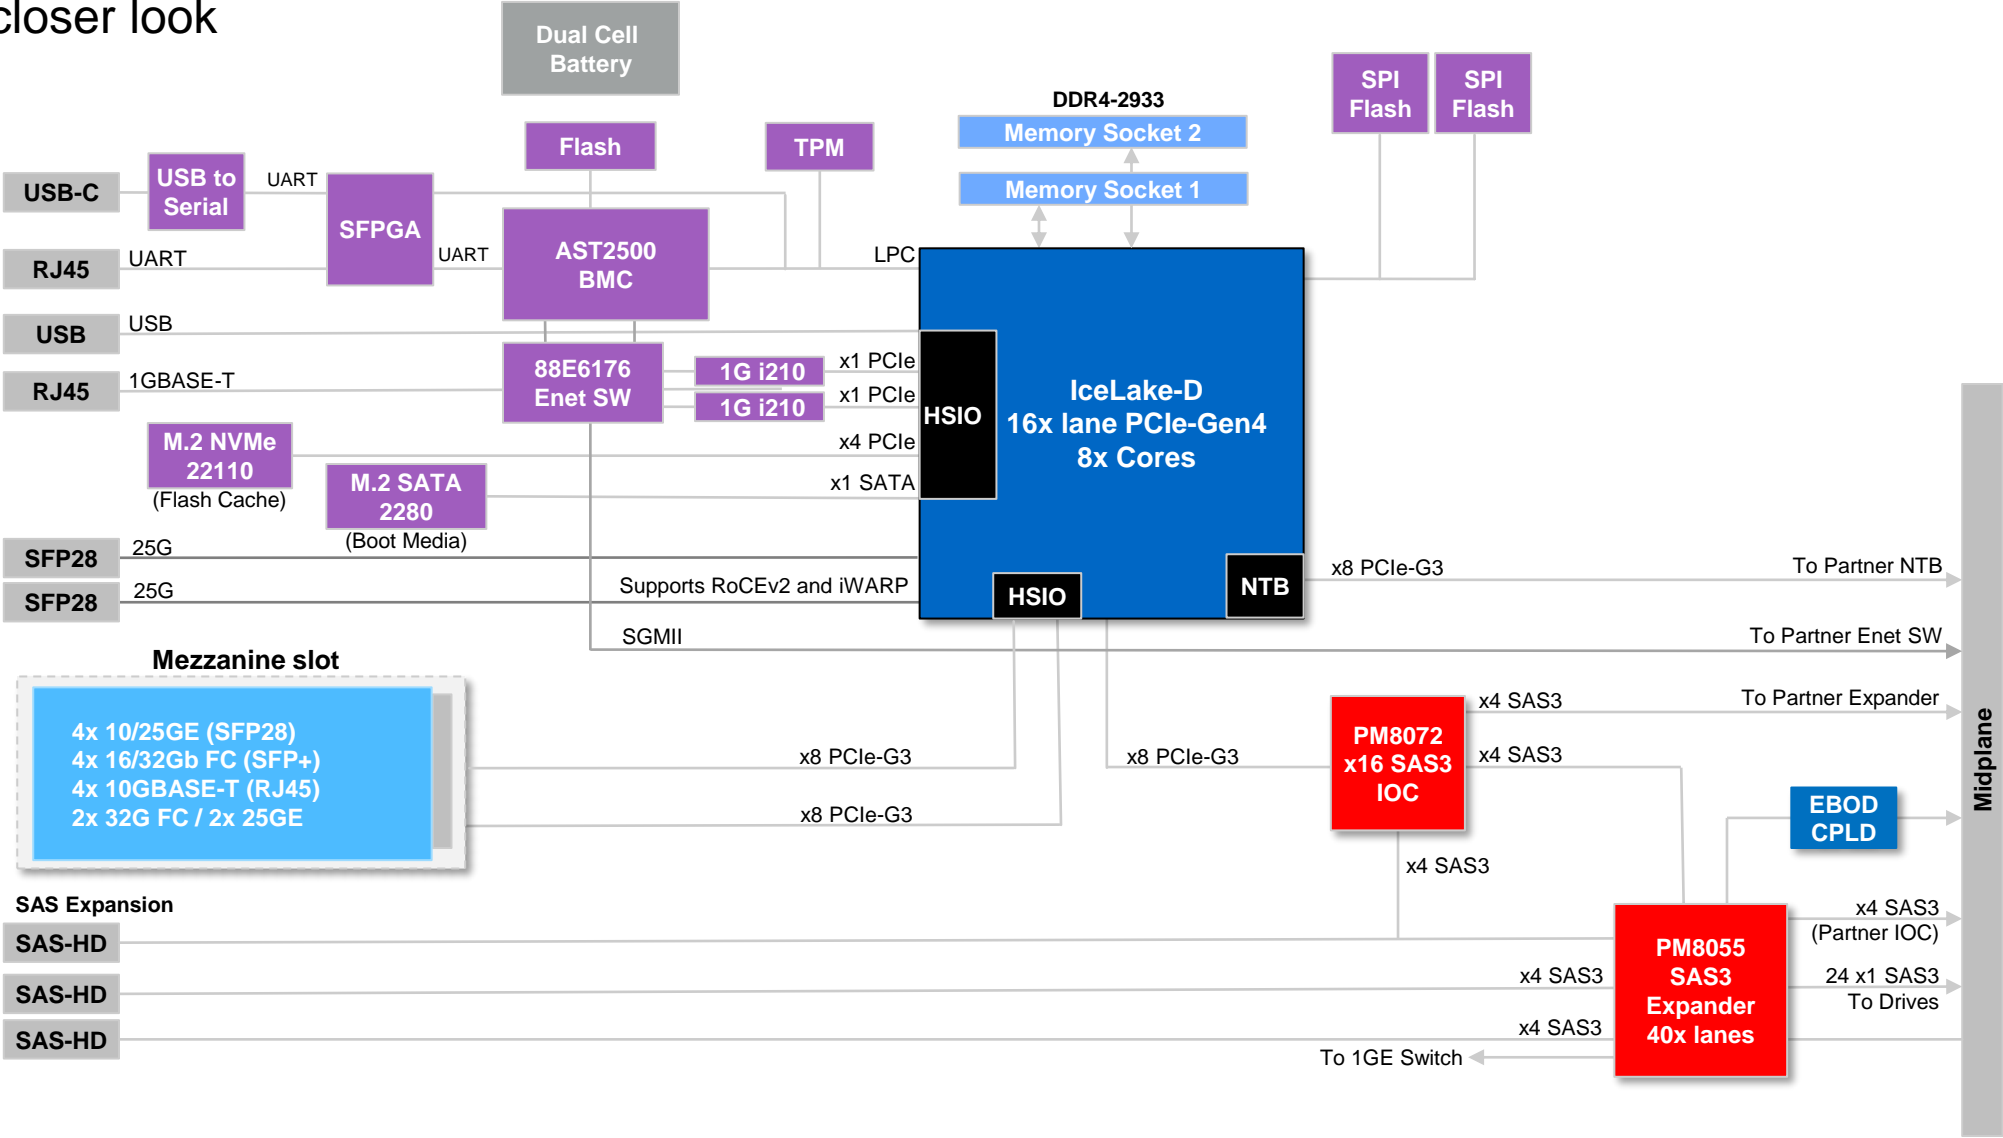 closer look
Dual Cell
Battery
SPI
Flash
SPI
Flash
DDR4-2933
Memory Socket 2
Memory Socket 1
Flash
TPM
USB-C
USB to
Serial
UART
SFPGA
RJ45
UART
UART
AST2500
BMC
LPC
USB
USB
RJ45
1GBASE-T
88E6176
Enet SW
1G i210
1G i210
x1 PCIe
x1 PCIe
x4 PCIe
x1 SATA
HSIO
IceLake-D
16x lane PCIe-Gen4
8x Cores
M.2 NVMe
22110
(Flash Cache)
M.2 SATA
2280
(Boot Media)
SFP28
25G
SFP28
25G
Supports RoCEv2 and iWARP
HSIO
NTB
x8 PCIe-G3
To Partner NTB
SGMII
To Partner Enet SW
Mezzanine slot
4x 10/25GE (SFP28)
4x 16/32Gb FC (SFP+)
4x 10GBASE-T (RJ45)
2x 32G FC / 2x 25GE
x8 PCIe-G3
x8 PCIe-G3
x8 PCIe-G3
PM8072
x16 SAS3
IOC
x4 SAS3
To Partner Expander
x4 SAS3
x4 SAS3
EBOD
CPLD
Midplane
SAS Expansion
SAS-HD
SAS-HD
SAS-HD
x4 SAS3
x4 SAS3
To 1GE Switch
PM8055
SAS3
Expander
40x lanes
x4 SAS3
(Partner IOC)
24 x1 SAS3
To Drives